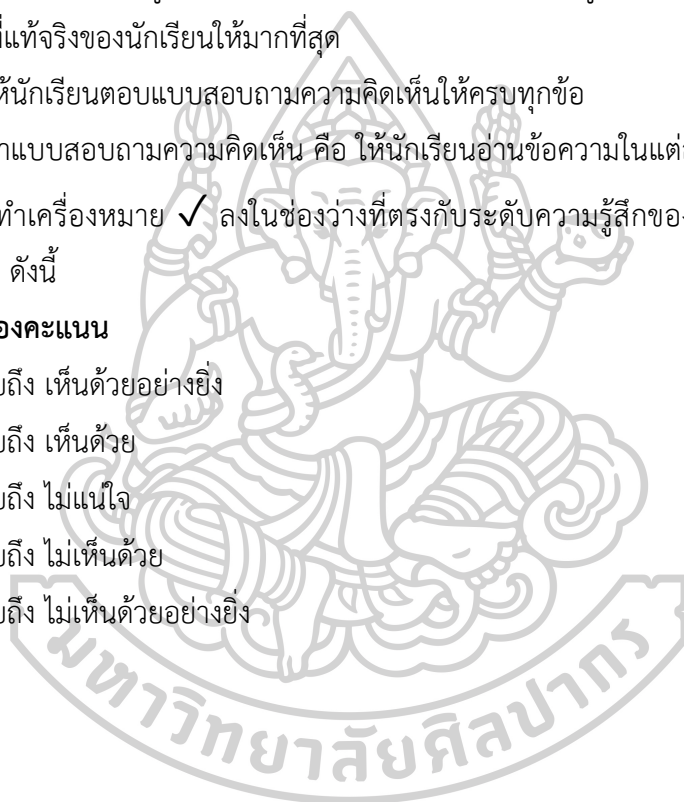 ที่แท้จริงของนักเรียนให้มากที่สุด
ให้นักเรียนตอบแบบสอบถามความคิดเห็นให้ครบทุกข้อ
าแบบสอบถามความคิดเห็น คือ ให้นักเรียนอ่านข้อความในแต่
ทำเครื่องหมาย ✓ ลงในช่องว่างที่ตรงกับระดับความรู้สึกของ
ดังนี้
องคะแนน
ยถึง เห็นด้วยอย่างยิ่ง
ยถึง เห็นด้วย
ยถึง ไม่แน่ใจ
ยถึง ไม่เห็นด้วย
ยถึง ไม่เห็นด้วยอย่างยิ่ง
มหาวิทยาลัยศิลปากร